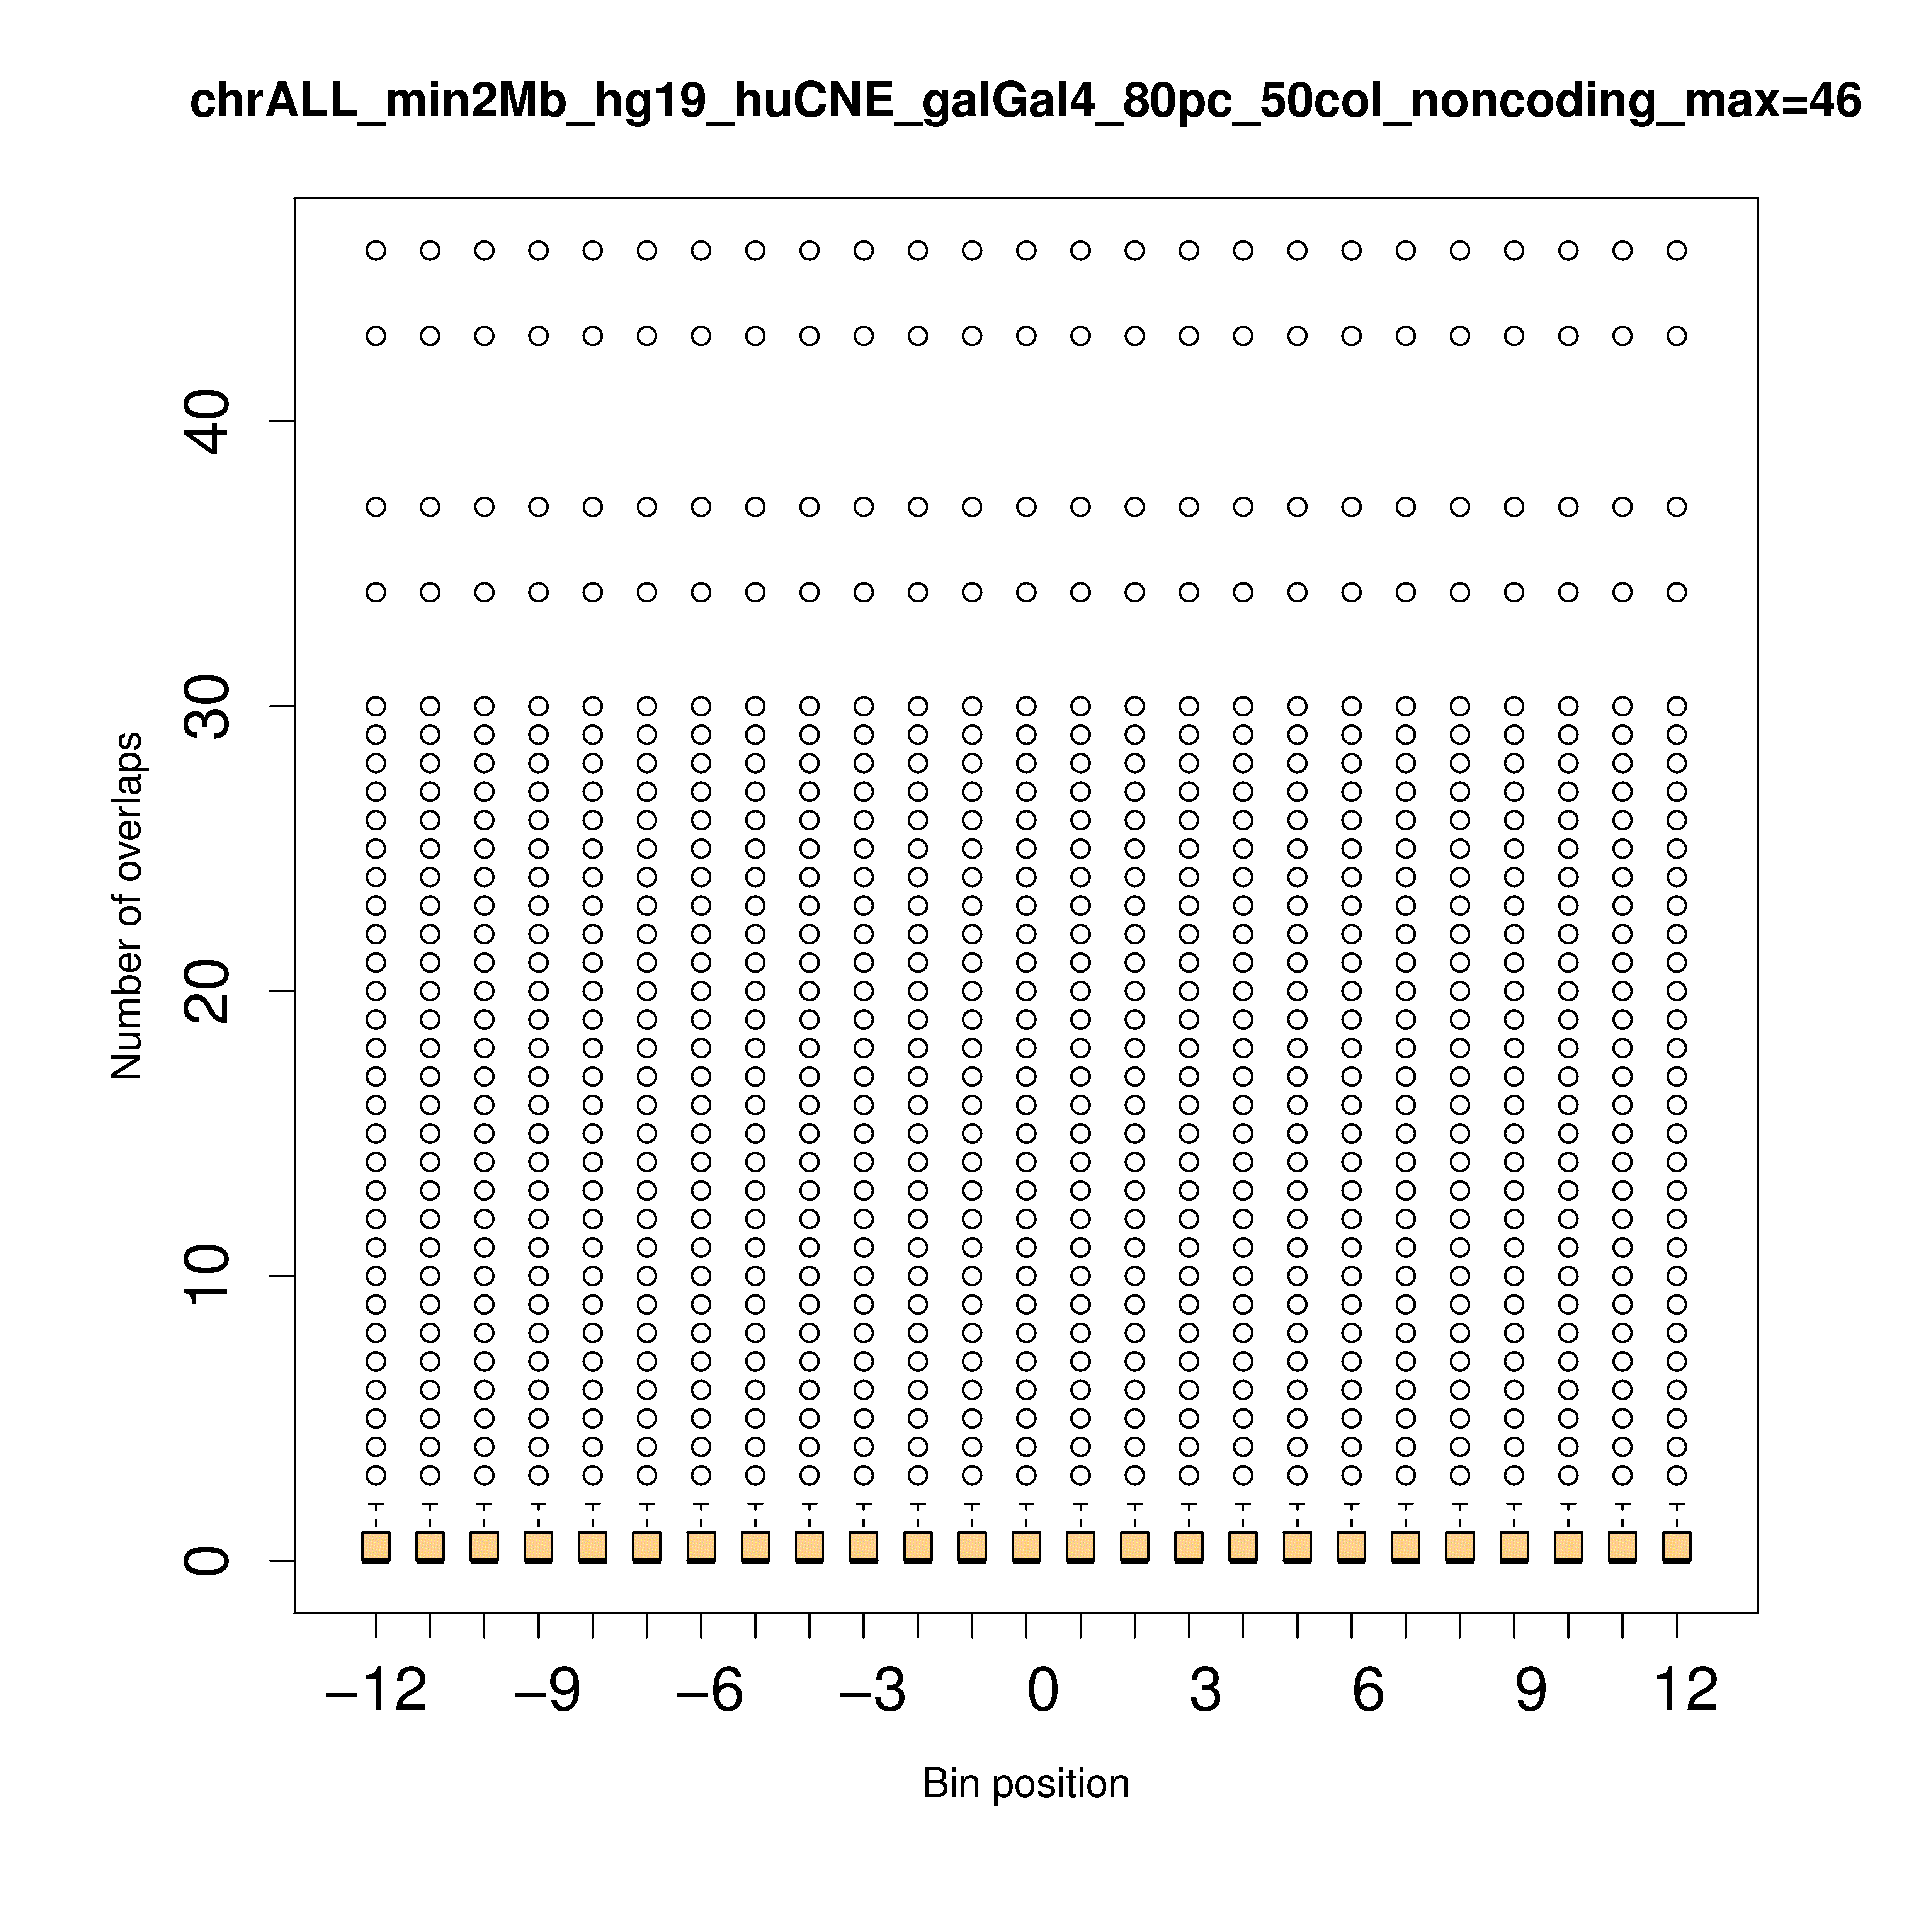 chrALL_min2Mb_hg19_huCNE_galGal4_80pc_50col_noncoding_max=46
Number of overlaps
40
30
20
10
0
−12 −9 −6 −3 0 3 6 9 12
Bin position